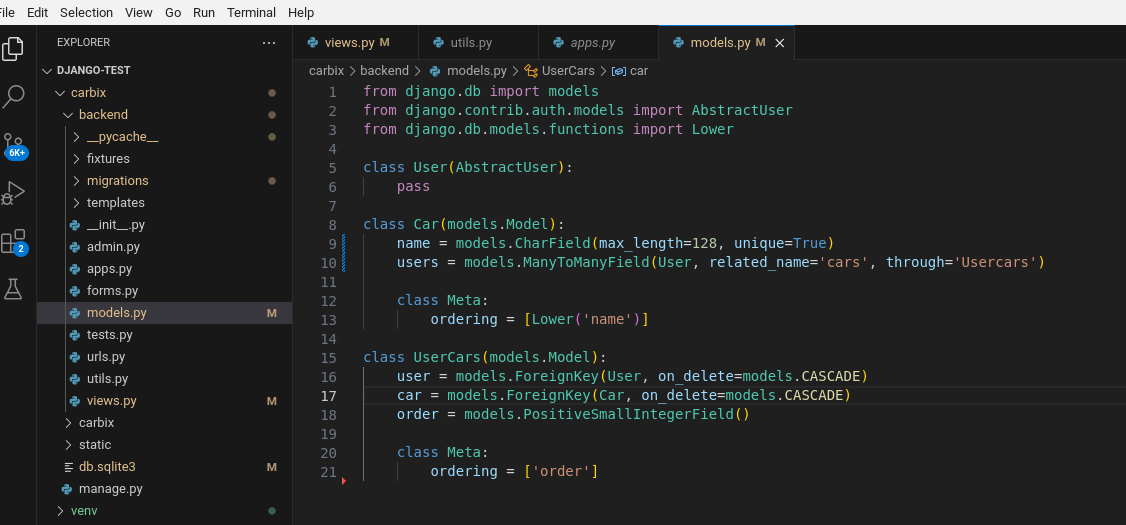 File Edit Selection View Go Run Terminal Help
EXPLORER ···
views.py M utils.py apps.py models.py M ×
DJANGO-TEST
carbix > backend > models.py > UserCars > car
carbix
backend
__pycache__
fixtures
migrations
templates
__init__.py
admin.py
apps.py
forms.py
models.py M
tests.py
urls.py
utils.py
views.py M
carbix
static
db.sqlite3 M
manage.py
venv
6K+
2
1 from django.db import models
2 from django.contrib.auth.models import AbstractUser
3 from django.db.models.functions import Lower
4
5 class User(AbstractUser):
6     pass
7
8 class Car(models.Model):
9     name = models.CharField(max_length=128, unique=True)
10     users = models.ManyToManyField(User, related_name='cars', through='Usercars')
11
12     class Meta:
13         ordering = [Lower('name')]
14
15 class UserCars(models.Model):
16     user = models.ForeignKey(User, on_delete=models.CASCADE)
17     car = models.ForeignKey(Car, on_delete=models.CASCADE)
18     order = models.PositiveSmallIntegerField()
19
20     class Meta:
21         ordering = ['order']